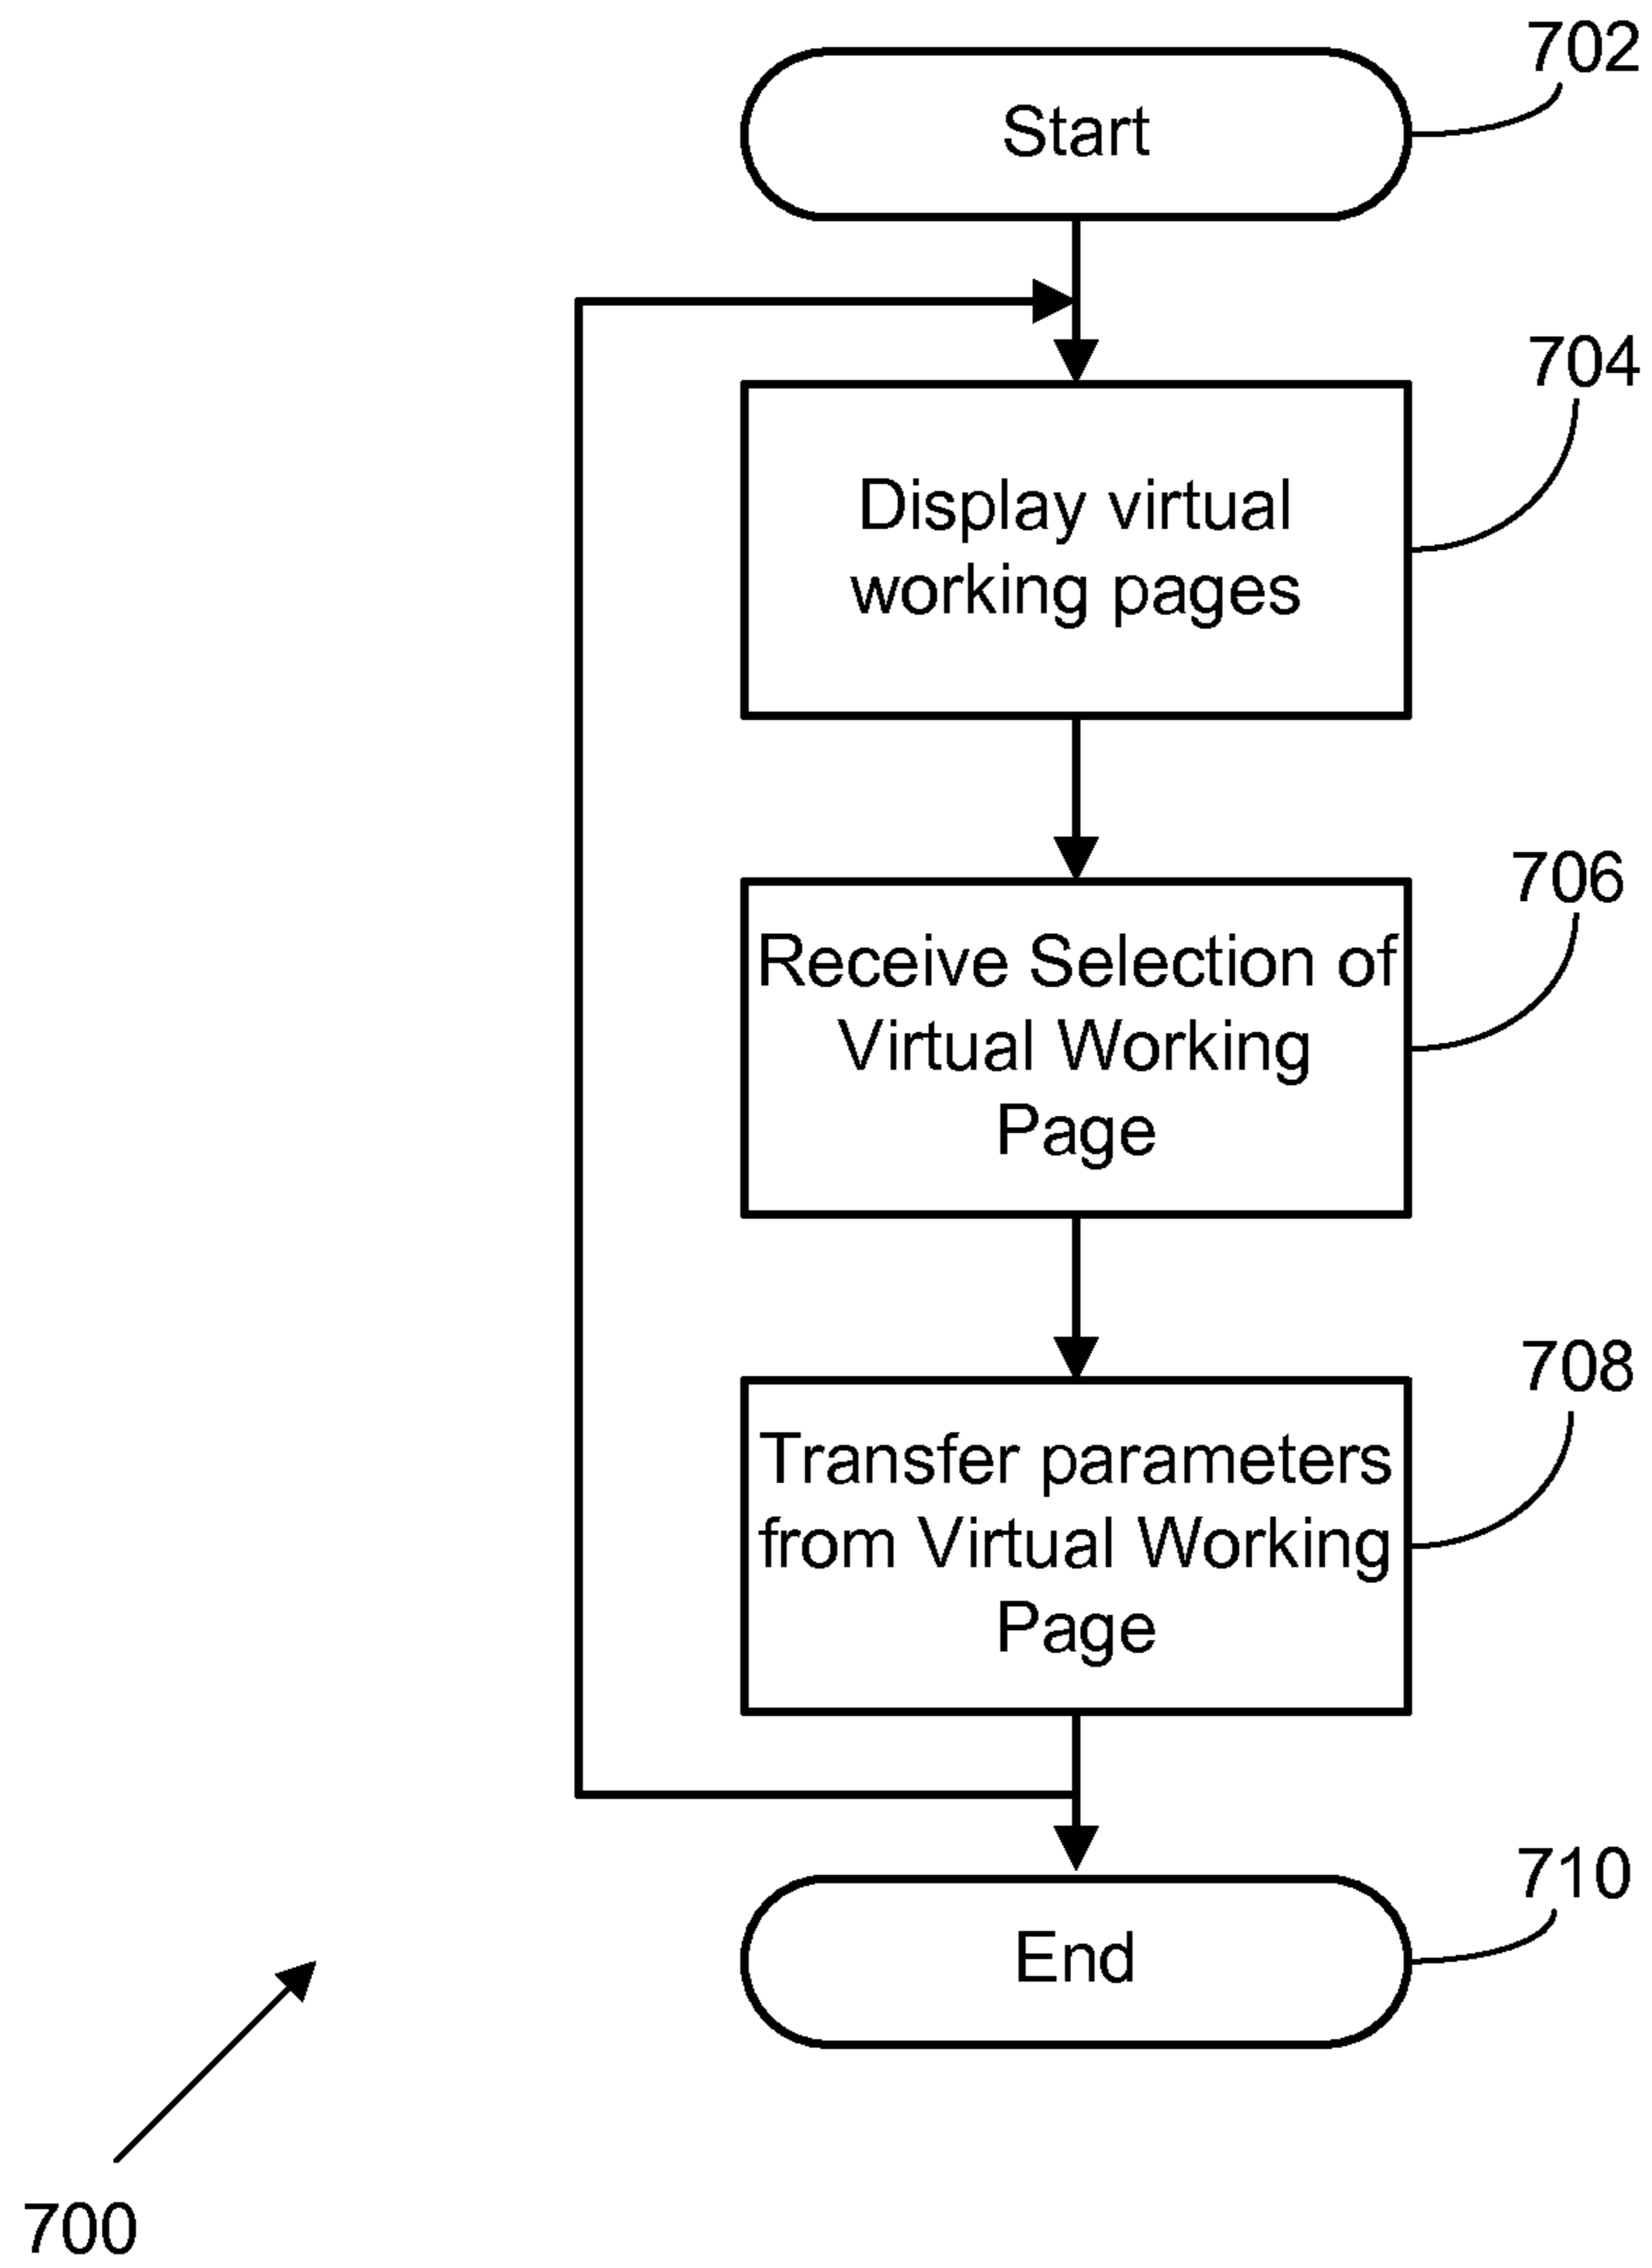 702
Start
704
Display virtual
working pages
706
Receive Selection of
Virtual Working
Page
708
Transfer parameters
from Virtual Working
Page
710
End
700